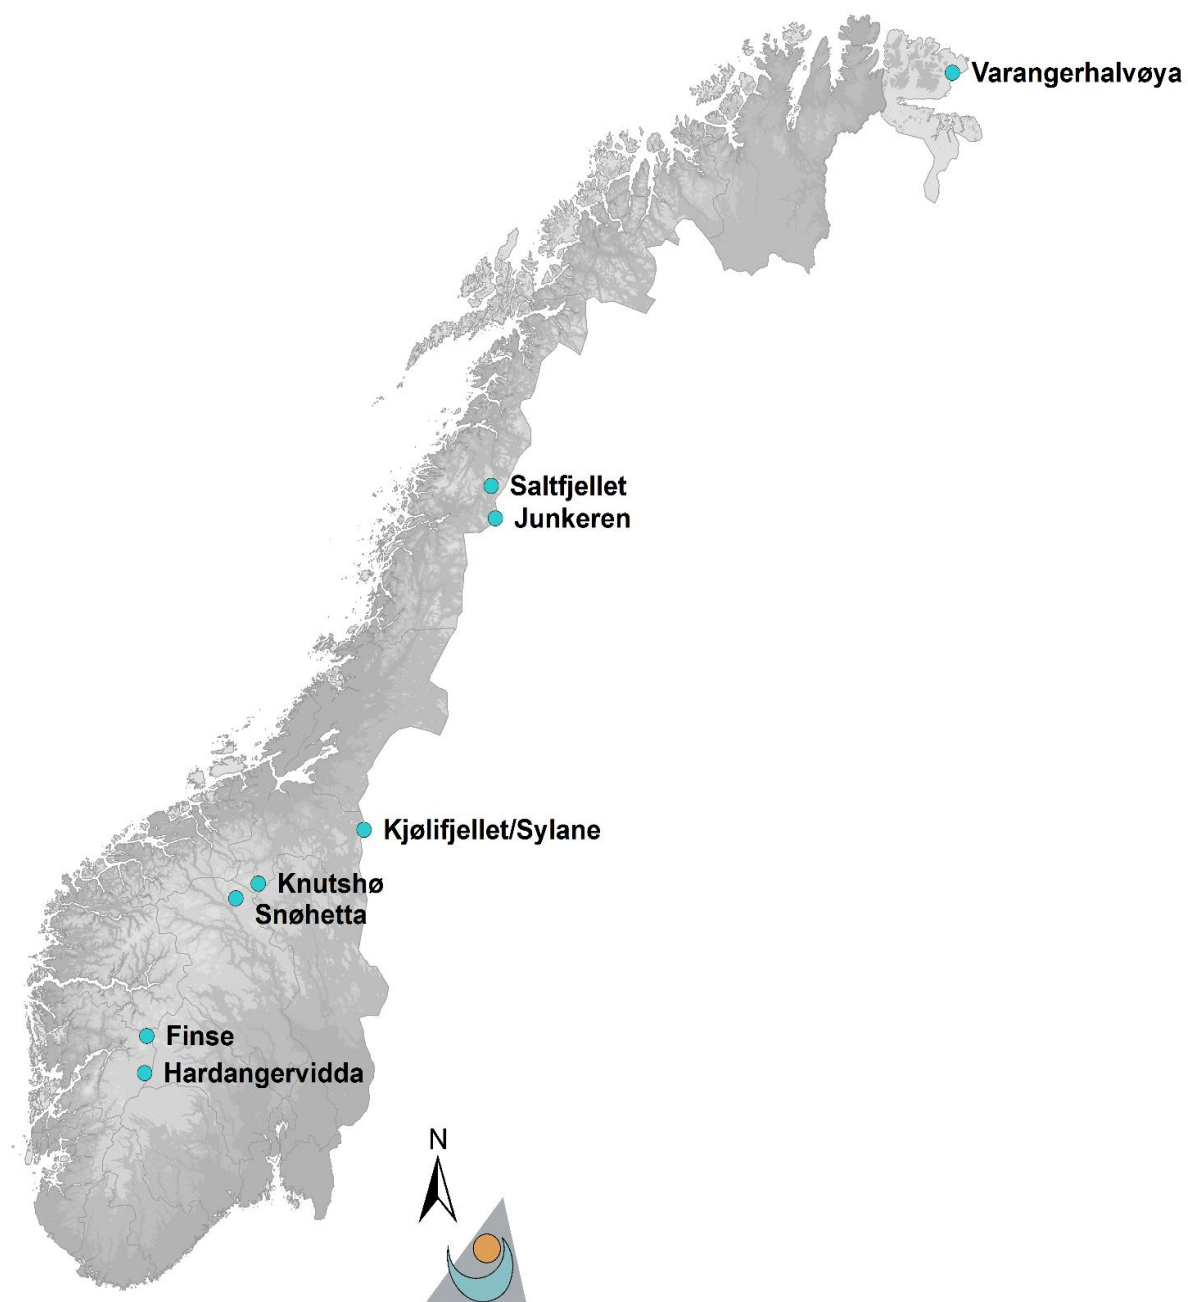 Varangerhalvøya
Saltfjellet
Junkeren
Kjølifjellet/Sylane
Knutshø
Snøhetta
Finse
Hardangervidda
N